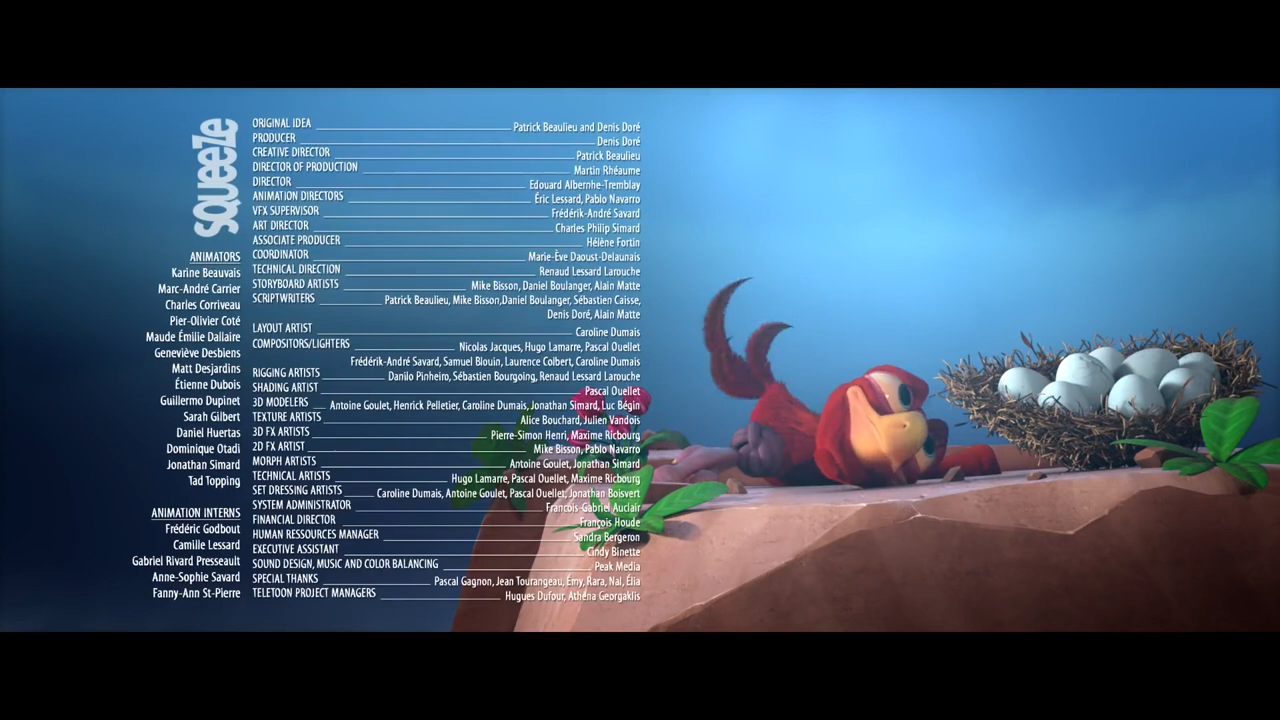 squeeze
ANIMATORS
Karine Beauvais
Marc-André Carrier
Charles Corriveau
Pier-Olivier Coté
Maude Émilie Dallaire
Geneviève Desbiens
Matt Desjardins
Étienne Dubois
Guillermo Dupinet
Sarah Gilbert
Daniel Huertas
Dominique Otadi
Jonathan Simard
Tad Topping
ANIMATION INTERNS
Frédéric Godbout
Camille Lessard
Gabriel Rivard Presseault
Anne-Sophie Savard
Fanny-Ann St-Pierre
ORIGINAL IDEA Patrick Beaulieu and Denis Doré
PRODUCER Denis Doré
CREATIVE DIRECTOR Patrick Beaulieu
DIRECTOR OF PRODUCTION Martin Rhéaume
DIRECTOR Edouard Albernhe-Tremblay
ANIMATION DIRECTORS Éric Lessard, Pablo Navarro
VFX SUPERVISOR Frédérik-André Savard
ART DIRECTOR Charles Philip Simard
ASSOCIATE PRODUCER Hélène Fortin
COORDINATOR Marie-Ève Daoust-Delaunais
TECHNICAL DIRECTION Renaud Lessard Larouche
STORYBOARD ARTISTS Mike Bisson, Daniel Boulanger, Alain Matte
SCRIPTWRITERS Patrick Beaulieu, Mike Bisson,Daniel Boulanger, Sébastien Caisse,
Denis Doré, Alain Matte
LAYOUT ARTIST Caroline Dumais
COMPOSITORS/LIGHTERS Nicolas Jacques, Hugo Lamarre, Pascal Ouellet
Frédérik-André Savard, Samuel Blouin, Laurence Colbert, Caroline Dumais
RIGGING ARTISTS Danilo Pinheiro, Sébastien Bourgoing, Renaud Lessard Larouche
SHADING ARTIST Pascal Ouellet
3D MODELERS Antoine Goulet, Henrick Pelletier, Caroline Dumais, Jonathan Simard, Luc Bégin
TEXTURE ARTISTS Alice Bouchard, Julien Vandois
3D FX ARTISTS Pierre-Simon Henri, Maxime Ricbourg
2D FX ARTIST Mike Bisson, Pablo Navarro
MORPH ARTISTS Antoine Goulet, Jonathan Simard
TECHNICAL ARTISTS Hugo Lamarre, Pascal Ouellet, Maxime Ricbourg
SET DRESSING ARTISTS Caroline Dumais, Antoine Goulet, Pascal Ouellet, Jonathan Boisvert
SYSTEM ADMINISTRATOR Francois-Gabriel Auclair
FINANCIAL DIRECTOR François Houde
HUMAN RESSOURCES MANAGER Sandra Bergeron
EXECUTIVE ASSISTANT Cindy Binette
SOUND DESIGN, MUSIC AND COLOR BALANCING Peak Media
SPECIAL THANKS Pascal Gagnon, Jean Tourangeau, Émy, Rara, Nal, Élia
TELETOON PROJECT MANAGERS Hugues Dufour, Athéna Georgaklis